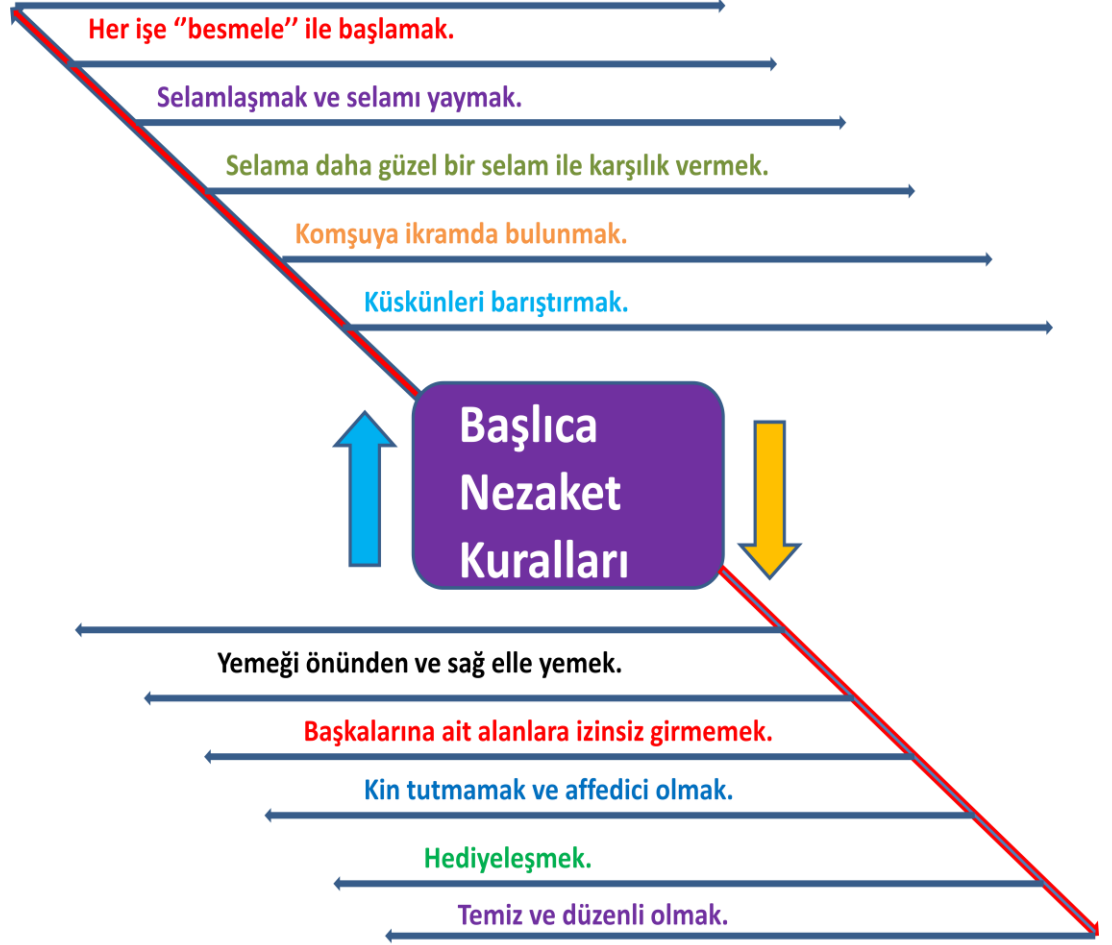 Her işe ‘’besmele’’ ile başlamak.
Selamlaşmak ve selamı yaymak.
Selama daha güzel bir selam ile karşılık vermek.
Komşuya ikramda bulunmak.
Küskünleri barıştırmak.
Başlıca
Nezaket
Kuralları
Yemeği önünden ve sağ elle yemek.
Başkalarına ait alanlara izinsiz girmemek.
Kin tutmamak ve affedici olmak.
Hediyeleşmek.
Temiz ve düzenli olmak.